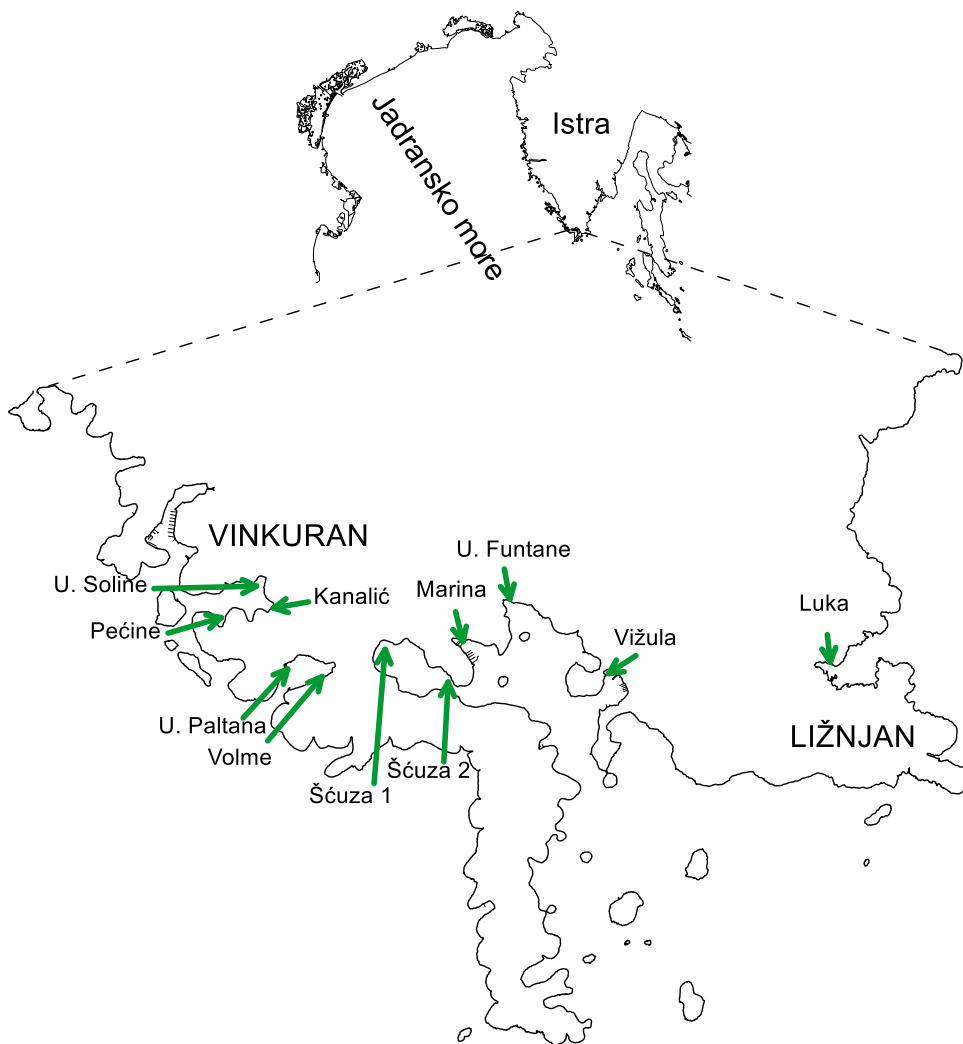 Istra
Jadransko more
VINKURAN
U. Funtane
U. Soline
Marina
Kanalić
Luka
Pećine
Vižula
U. Paltana
LIŽNJAN
Volme
Šćuza 2
Šćuza 1